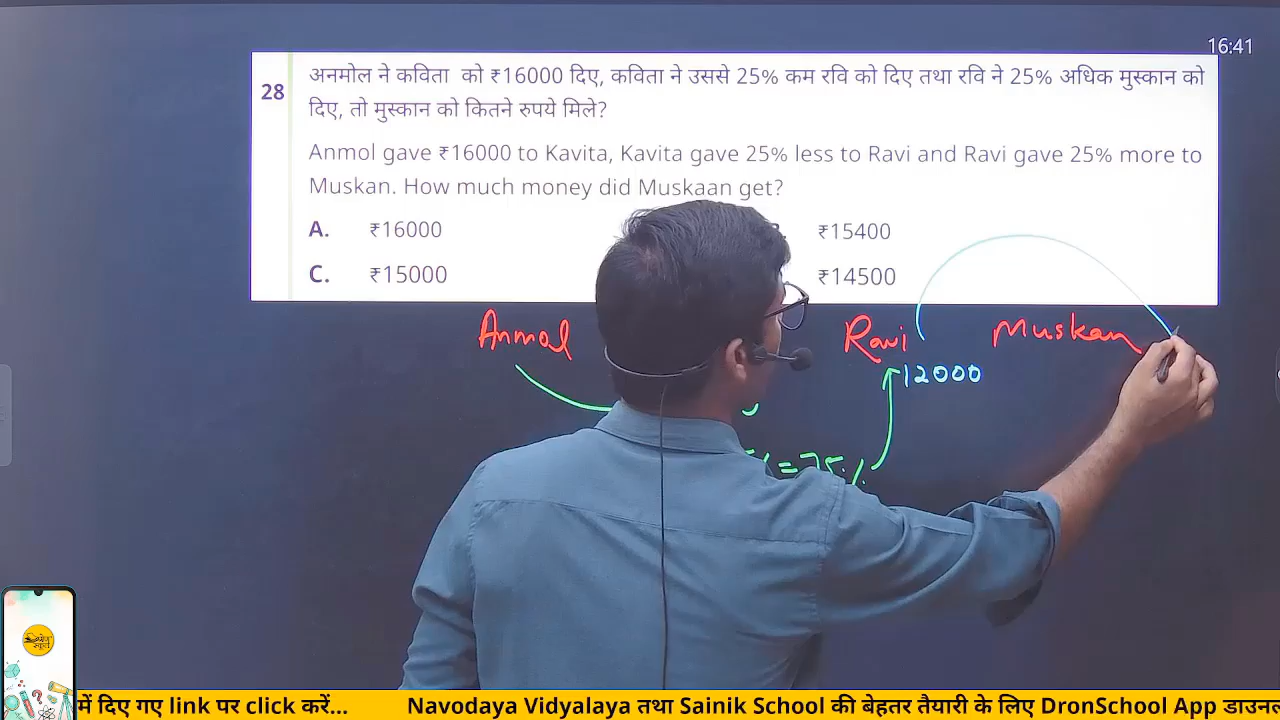 16:41
28
अनमोल ने कविता को ₹16000 दिए, कविता ने उससे 25% कम रवि को दिए तथा रवि ने 25% अधिक मुस्कान को
दिए, तो मुस्कान को कितने रुपये मिले?
Anmol gave ₹16000 to Kavita, Kavita gave 25% less to Ravi and Ravi gave 25% more to
Muskan. How much money did Muskaan get?
A. ₹16000
₹15400
C. ₹15000
₹14500
Anmol Ravi Muskan
12000
=75%
में दिए गए link पर click करें... Navodaya Vidyalaya तथा Sainik School की बेहतर तैयारी के लिए DronSchool App